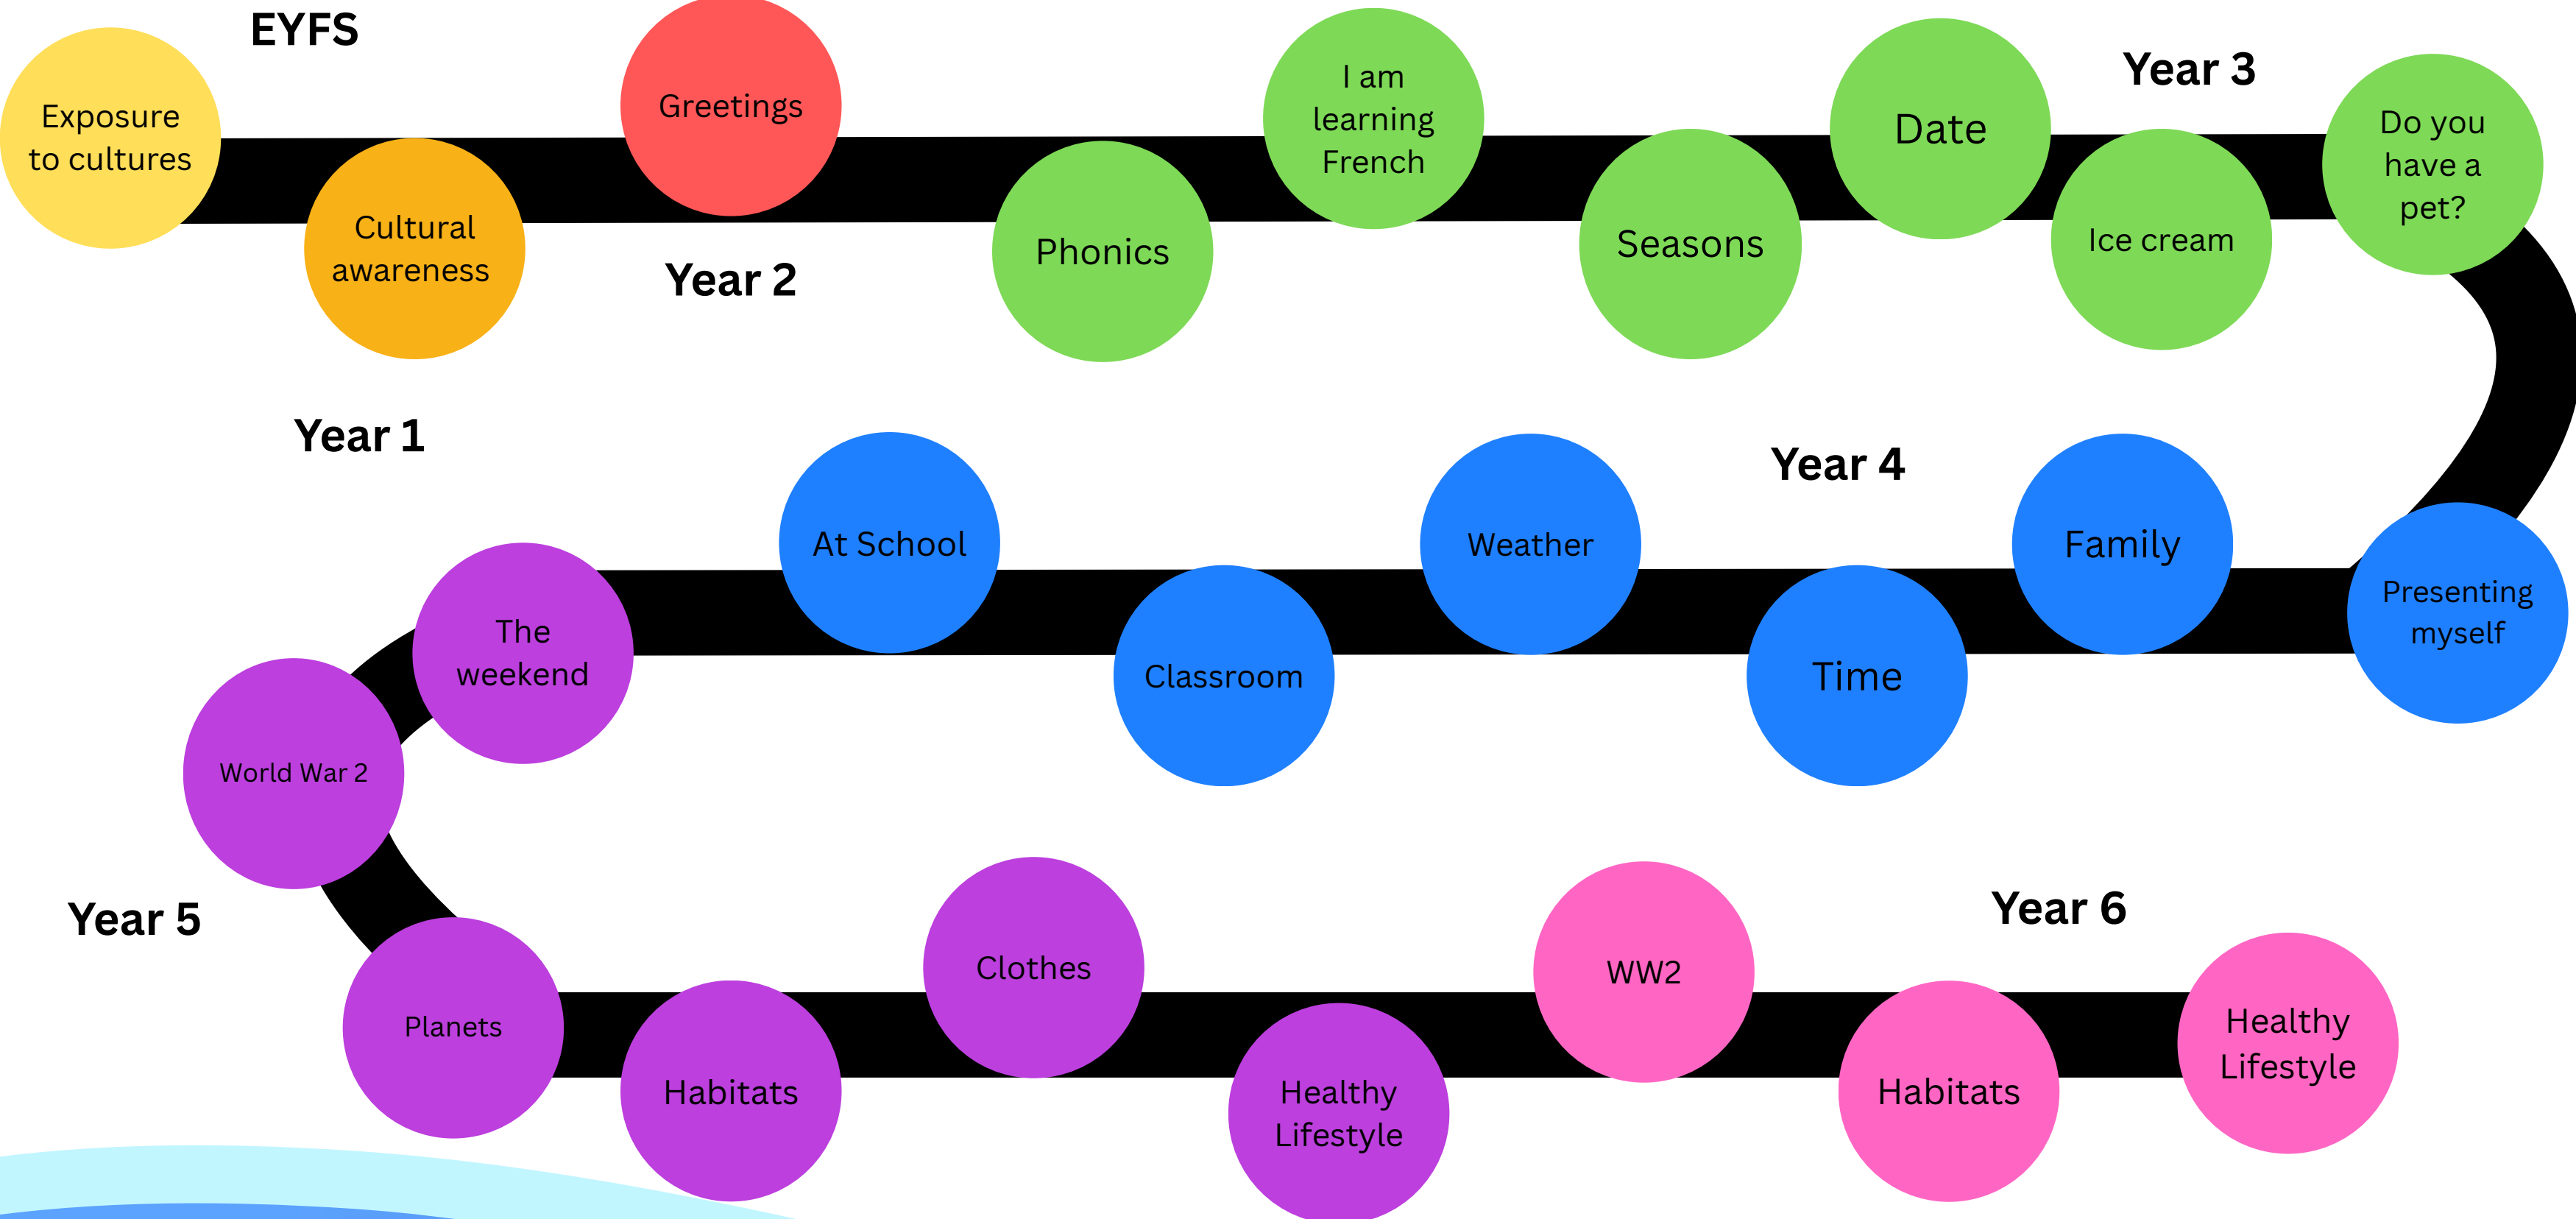 EYFS
Exposure
to cultures
Cultural
awareness
Year 1
Greetings
Year 2
Phonics
I am
learning
French
Seasons
Date
Ice cream
Year 3
Do you
have a
pet?
Presenting
myself
Family
Year 4
Time
Weather
Classroom
At School
The
weekend
World War 2
Year 5
Planets
Habitats
Clothes
Healthy
Lifestyle
WW2
Habitats
Year 6
Healthy
Lifestyle